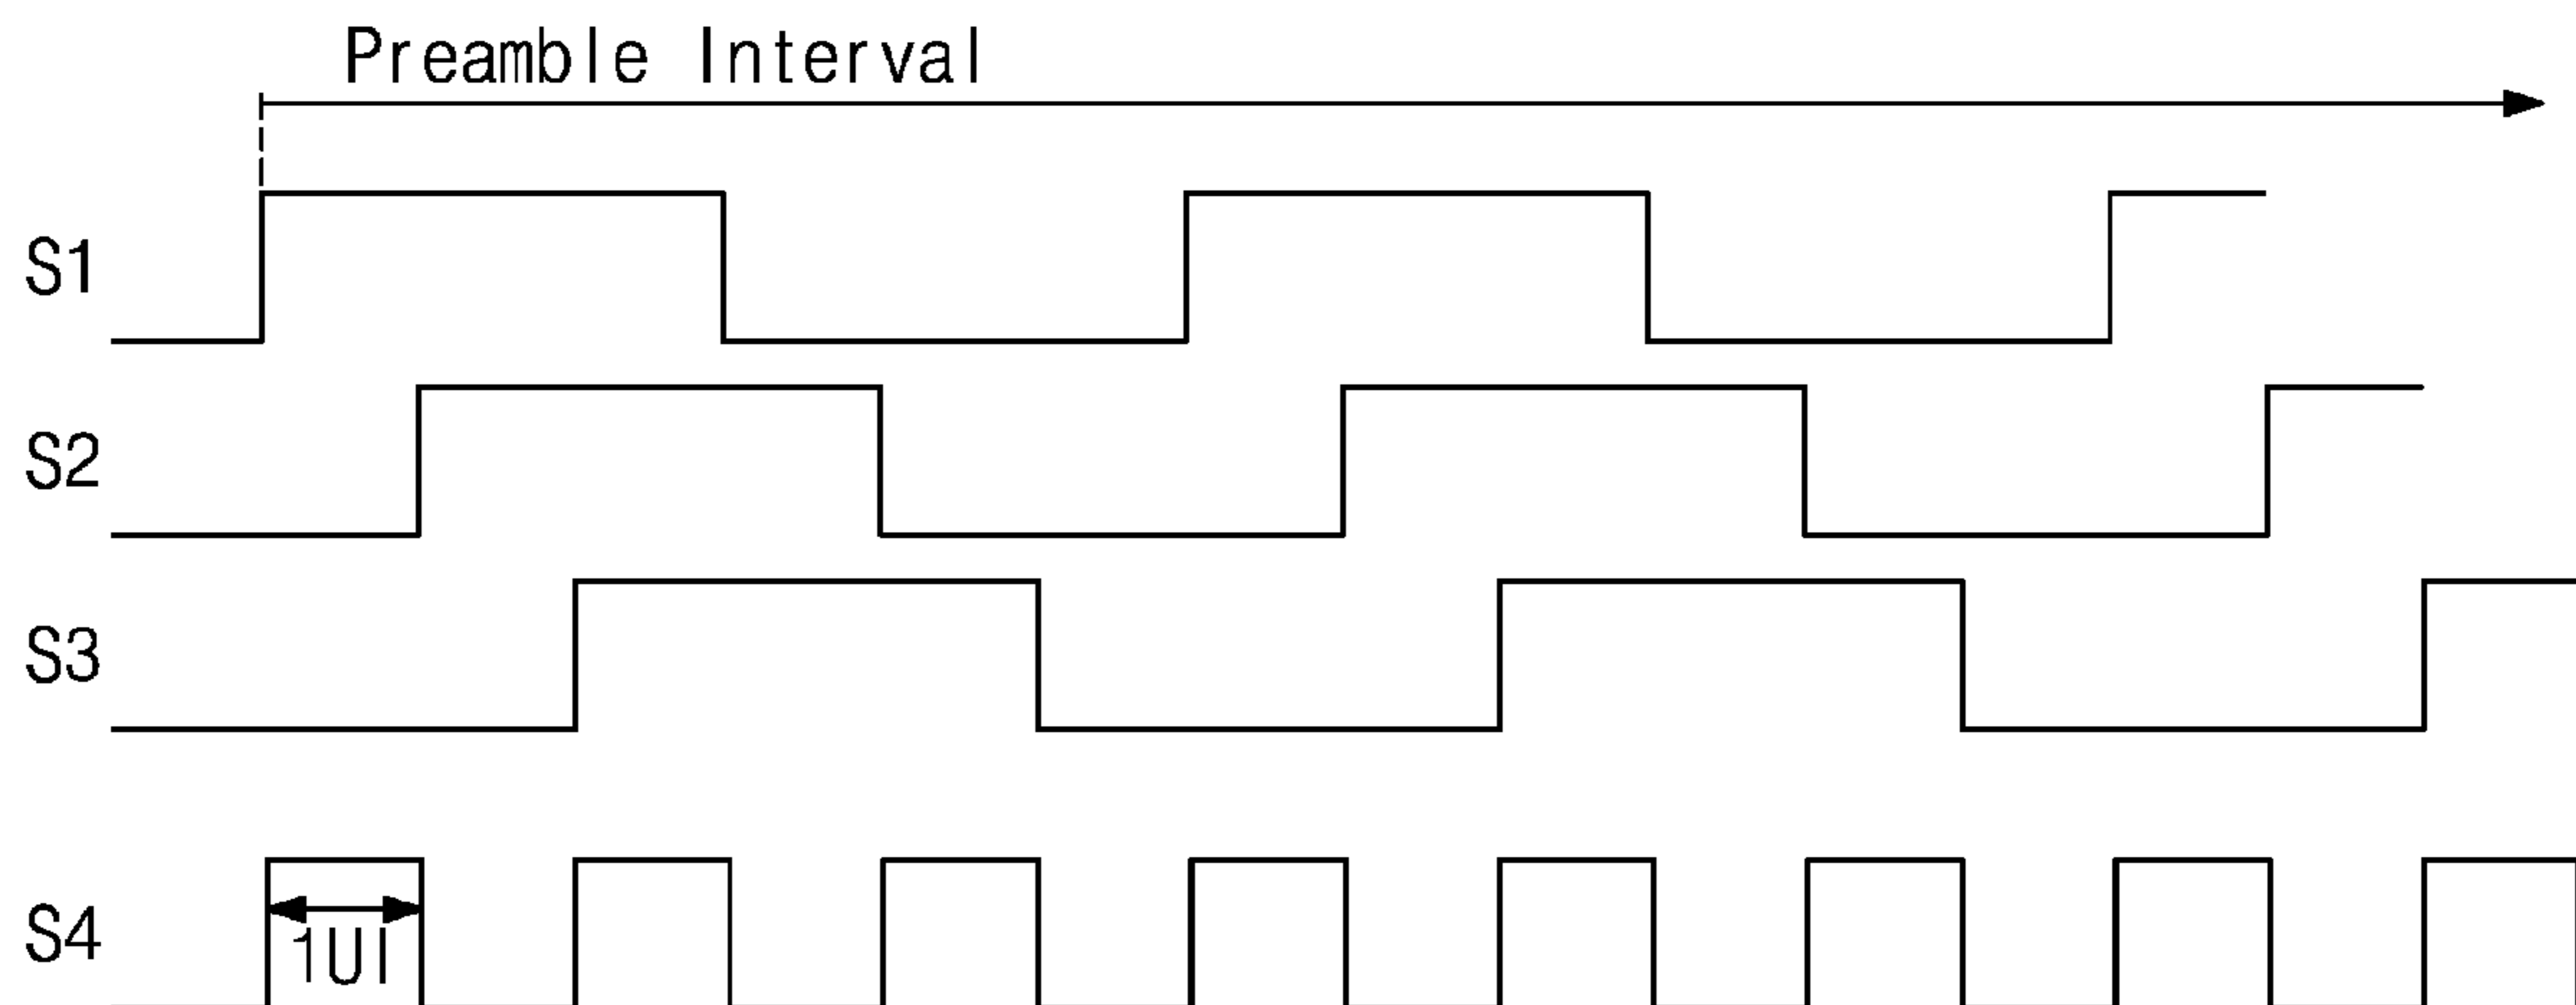 Preamble Interval
S1
S2
S3
S4
1UI